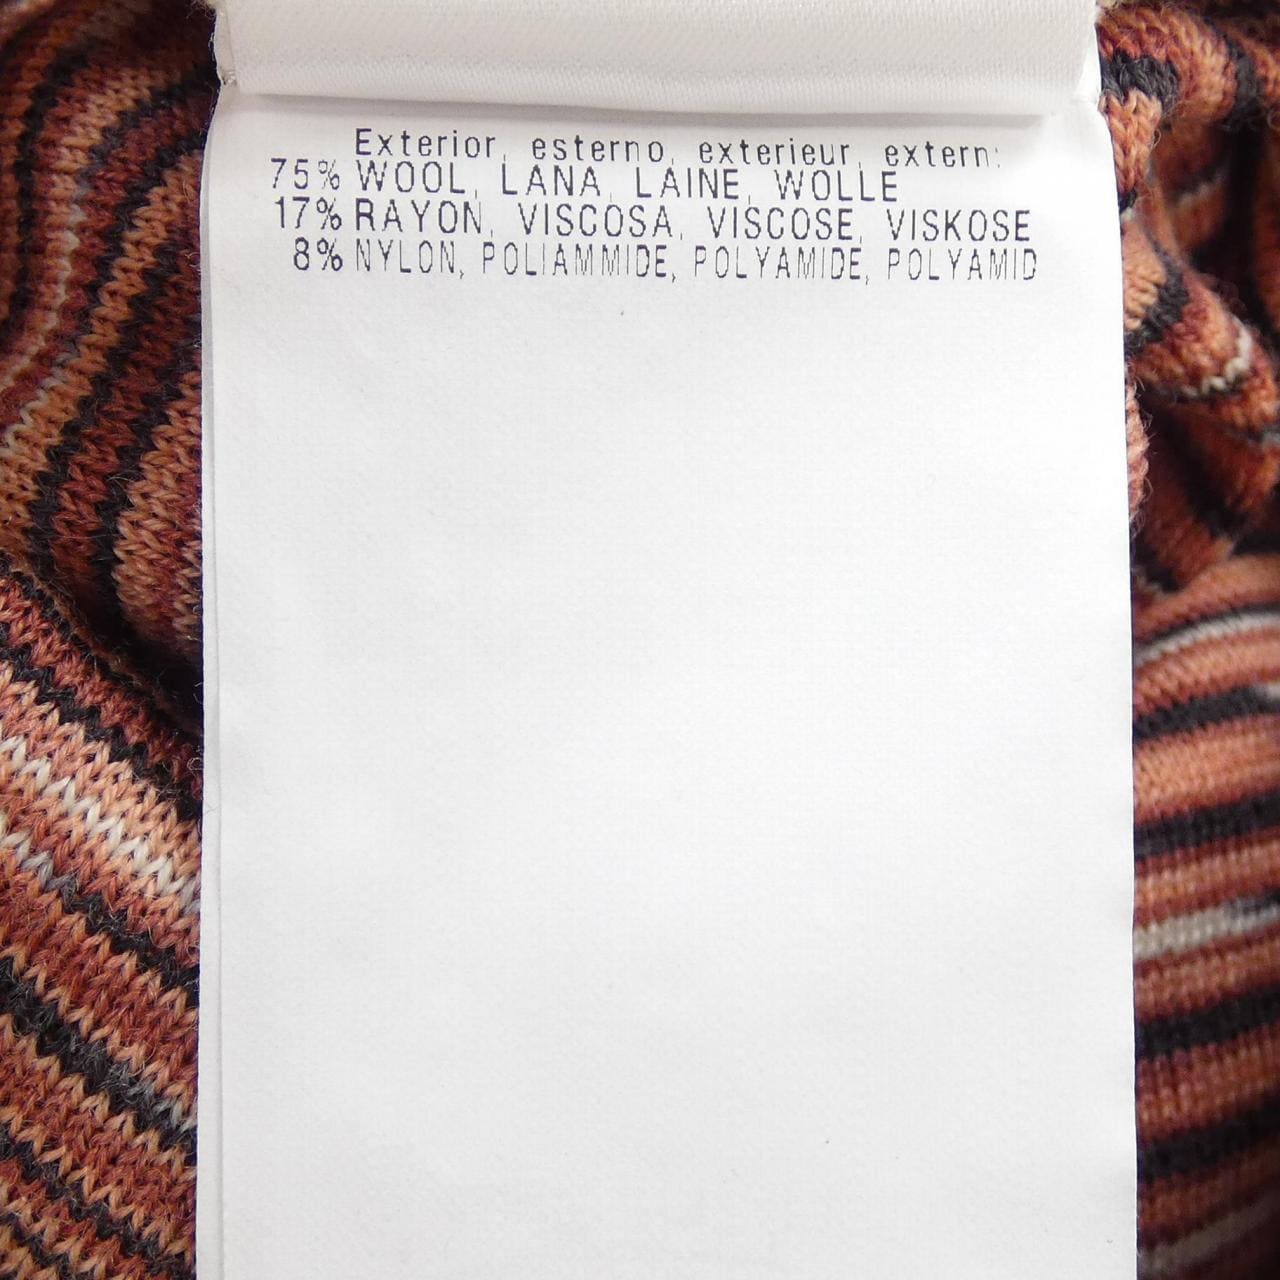 Exterior, esterno, exterieur, extern:
75% WOOL, LANA, LAINE, WOLLE
17% RAYON, VISCOSA, VISCOSE, VISKOSE
8% NYLON, POLIAMMIDE, POLYAMIDE, POLYAMID